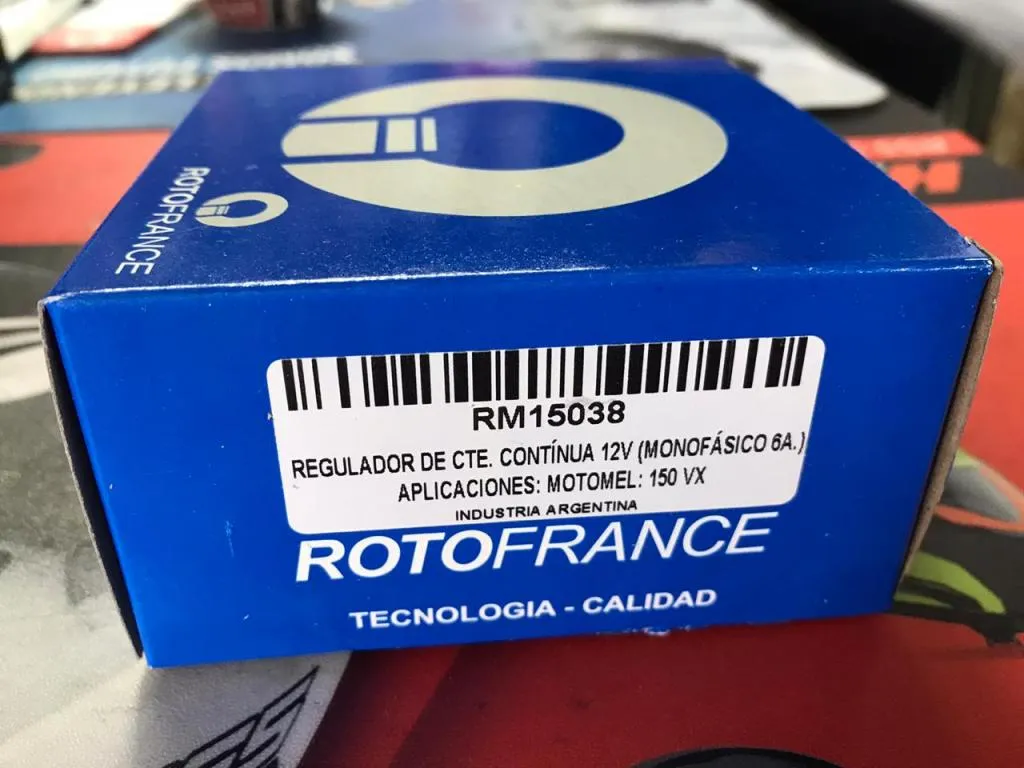 ROTOFRANCE
RM15038
REGULADOR DE CTE. CONTÍNUA 12V (MONOFÁSICO 6A.)
APLICACIONES: MOTOMEL: 150 VX
INDUSTRIA ARGENTINA
ROTOFRANCE
TECNOLOGIA - CALIDAD